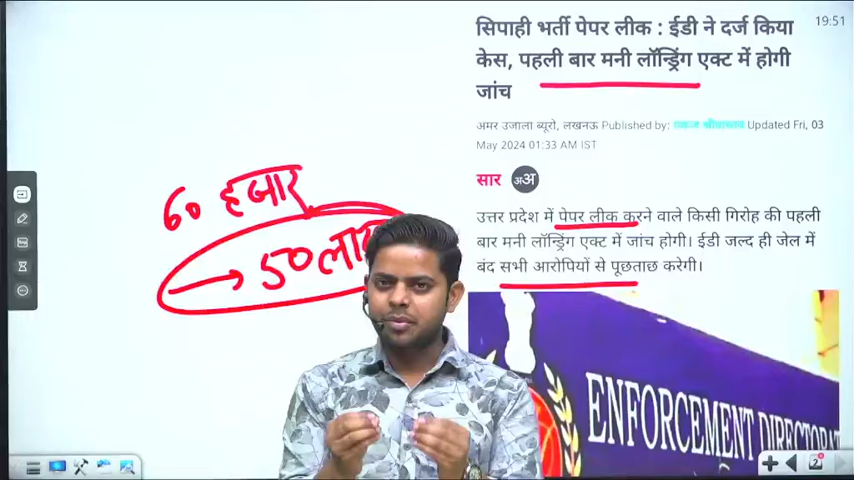 19:51
सिपाही भर्ती पेपर लीक : ईडी ने दर्ज किया
केस, पहली बार मनी लॉन्ड्रिंग एक्ट में होगी
जांच
अमर उजाला ब्यूरो, लखनऊ Published by: Updated Fri, 03
May 2024 01:33 AM IST
सार अ/अ
उत्तर प्रदेश में पेपर लीक करने वाले किसी गिरोह की पहली
बार मनी लॉन्ड्रिंग एक्ट में जांच होगी। ईडी जल्द ही जेल में
बंद सभी आरोपियों से पूछताछ करेगी।
60 हजार
50 लाख
ENFORCEMENT DIRECTORAT
2